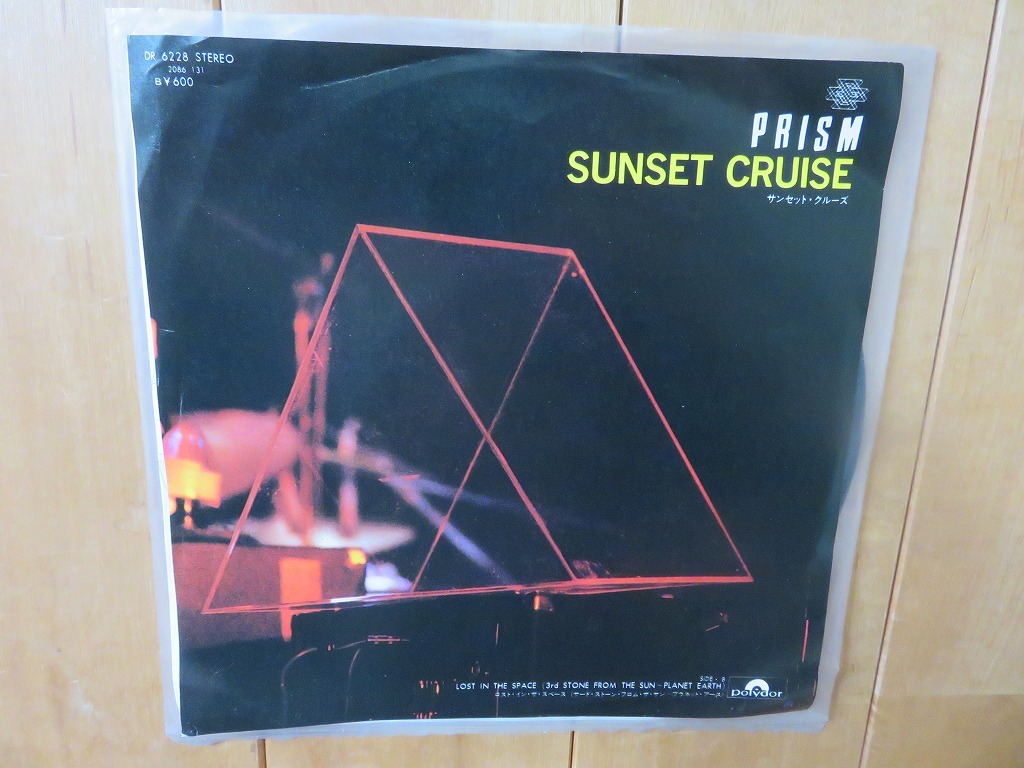 DR 6228 STEREO
2086 131
B¥600
PRISM
SUNSET CRUISE
サンセット・クルーズ
SIDE・B
LOST IN THE SPACE (3rd STONE FROM THE SUN~PLANET EARTH)
ロスト・イン・ザ・スペース (サード・ストーン・フロム・ザ・サン~プラネット・アース)
Polydor